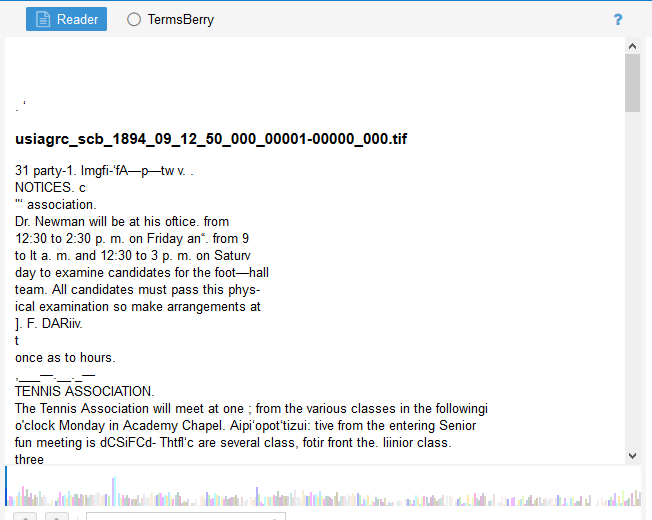 Reader
TermsBerry
?
. ‘
usiagrc_scb_1894_09_12_50_000_00001-00000_000.tif
31 party-1. Imgfi-‘fA—p—tw v. .
NOTICES. c
"‘ association.
Dr. Newman will be at his oftice. from
12:30 to 2:30 p. m. on Friday an“. from 9
to lt a. m. and 12:30 to 3 p. m. on Saturv
day to examine candidates for the foot—hall
team. All candidates must pass this phys-
ical examination so make arrangements at
]. F. DARiiv.
t
once as to hours.
,___—.__._—
TENNIS ASSOCIATION.
The Tennis Association will meet at one ; from the various classes in the followingi
o'clock Monday in Academy Chapel. Aipi‘opot‘tizui: tive from the entering Senior
fun meeting is dCSiFCd- Thtfl‘c are several class, fotir front the. liinior class.
three